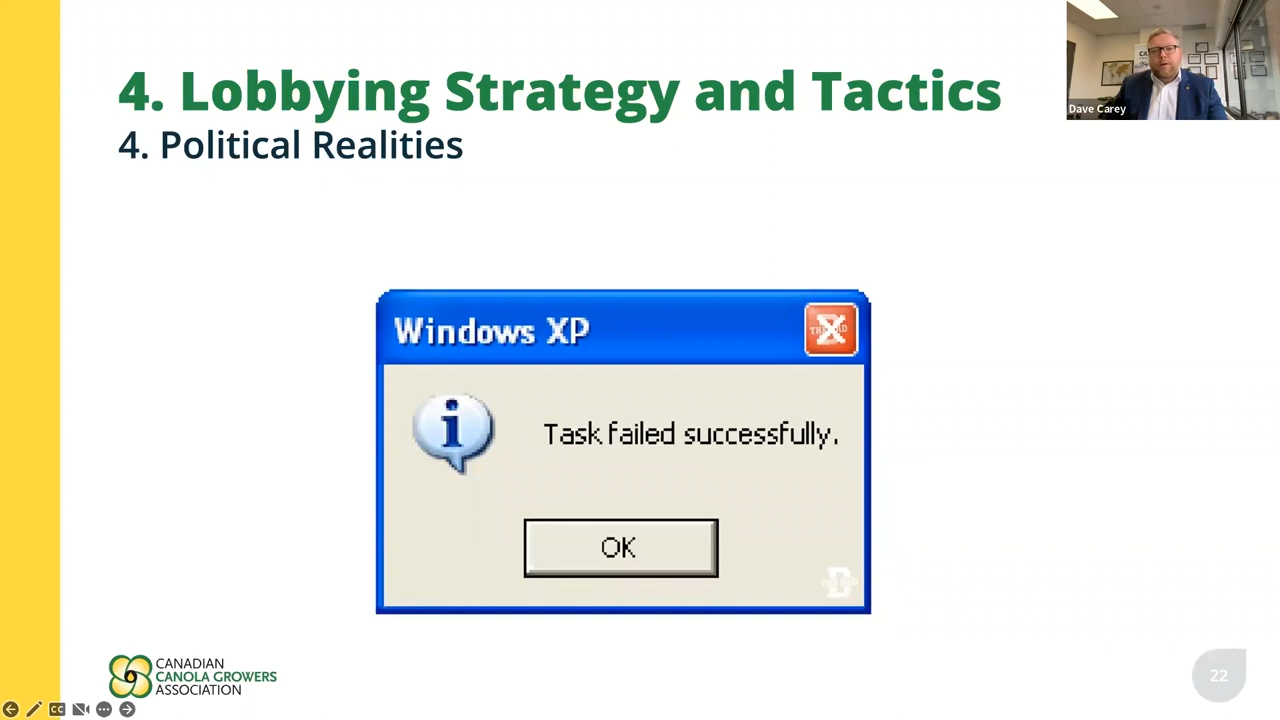 4. Lobbying Strategy and Tactics
4. Political Realities
Dave Carey
Windows XP
Task failed successfully.
OK
CANADIAN
CANOLA GROWERS
ASSOCIATION
22
CC